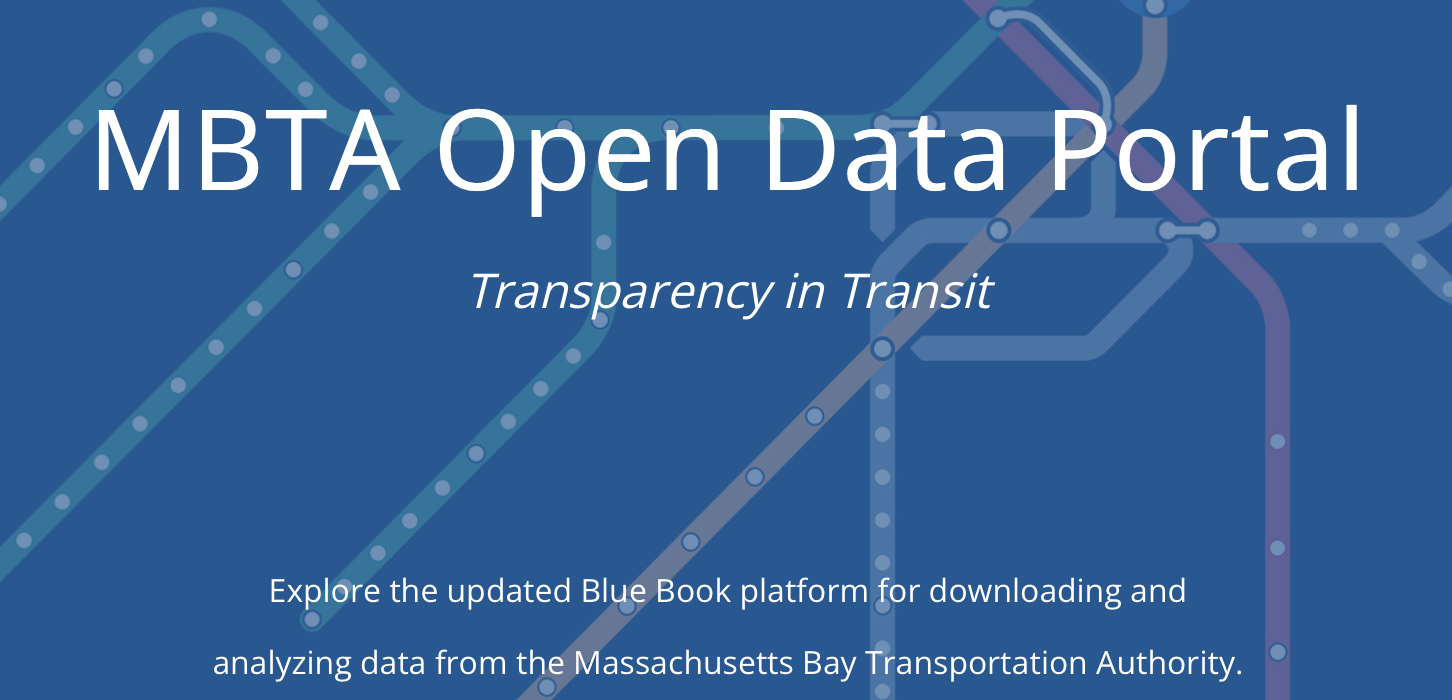 MBTA Open Data Portal
Transparency in Transit
Explore the updated Blue Book platform for downloading and
analyzing data from the Massachusetts Bay Transportation Authority.